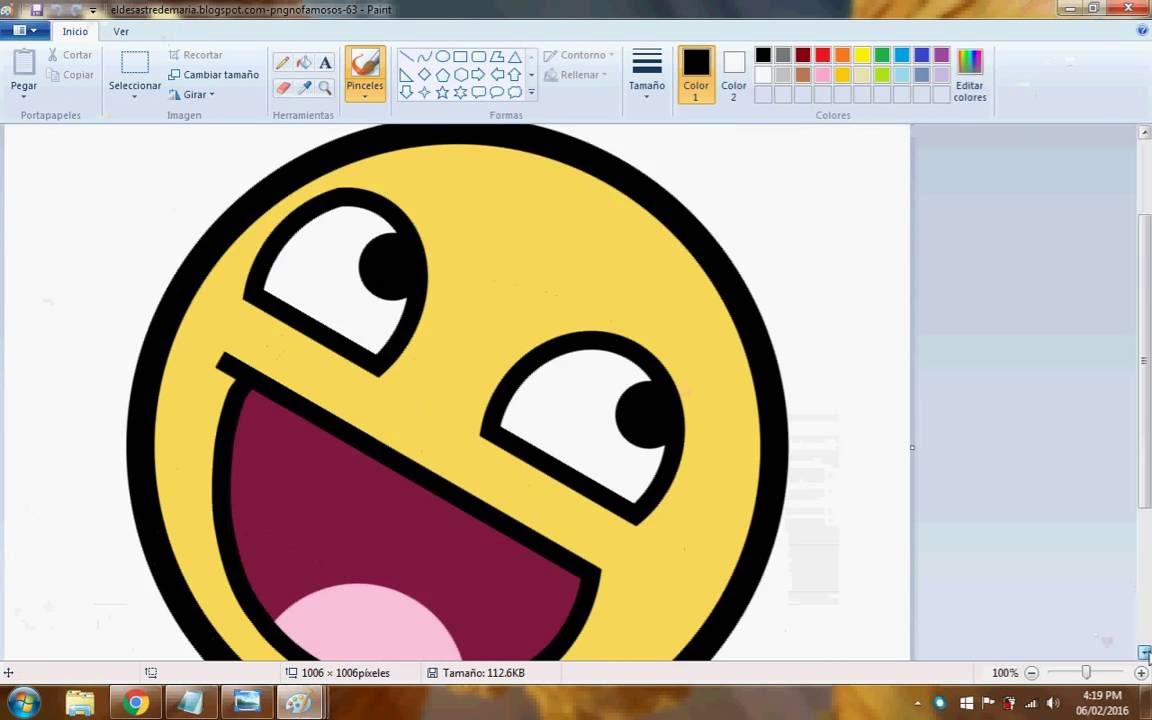 eldesastredemaria.blogspot.com-pngnofamosos-63 - Paint
Inicio Ver
Pegar
Cortar
Copiar
Portapapeles
Seleccionar
Recortar
Cambiar tamaño
Girar
Imagen
A
Herramientas
Pinceles
Contorno
Rellenar
Formas
Tamaño
Color 1
Color 2
Editar colores
Colores
1006 × 1006píxeles
Tamaño: 112.6KB
100%
4:19 PM
06/02/2016